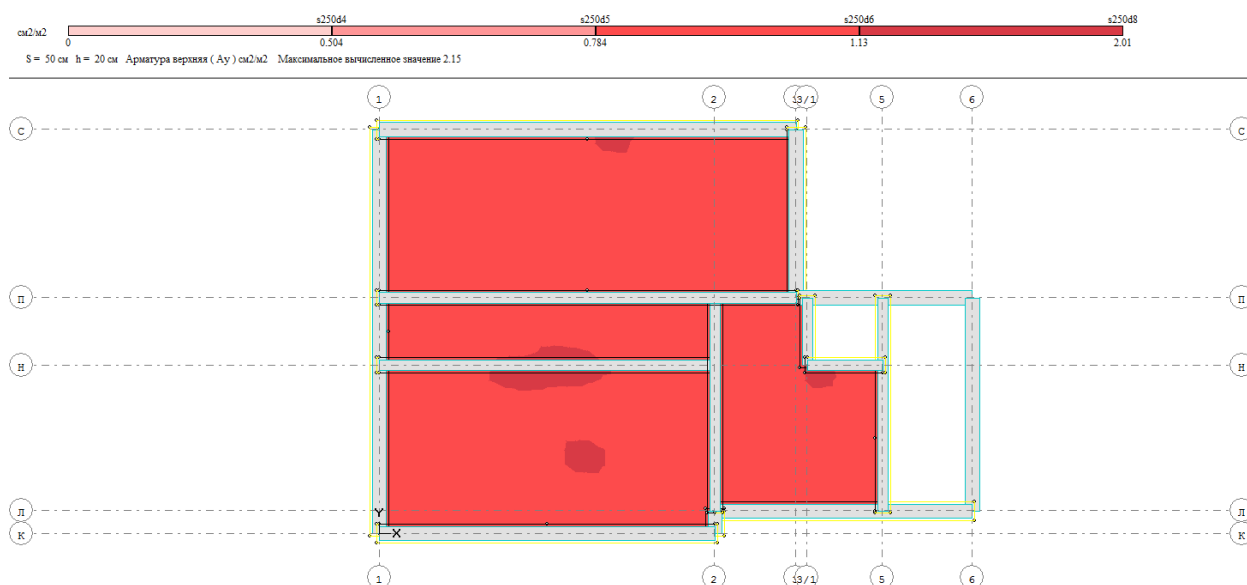 s250d4 s250d5 s250d6 s250d8
см2/м2
0 0.504 0.784 1.13 2.01
S = 50 см h = 20 см Арматура верхняя ( Ay ) см2/м2 Максимальное вычисленное значение 2.15
1 2 3 3/1 5 6
С С
П П
Н Н
Л Y Л
К X К
1 2 3 3/1 5 6